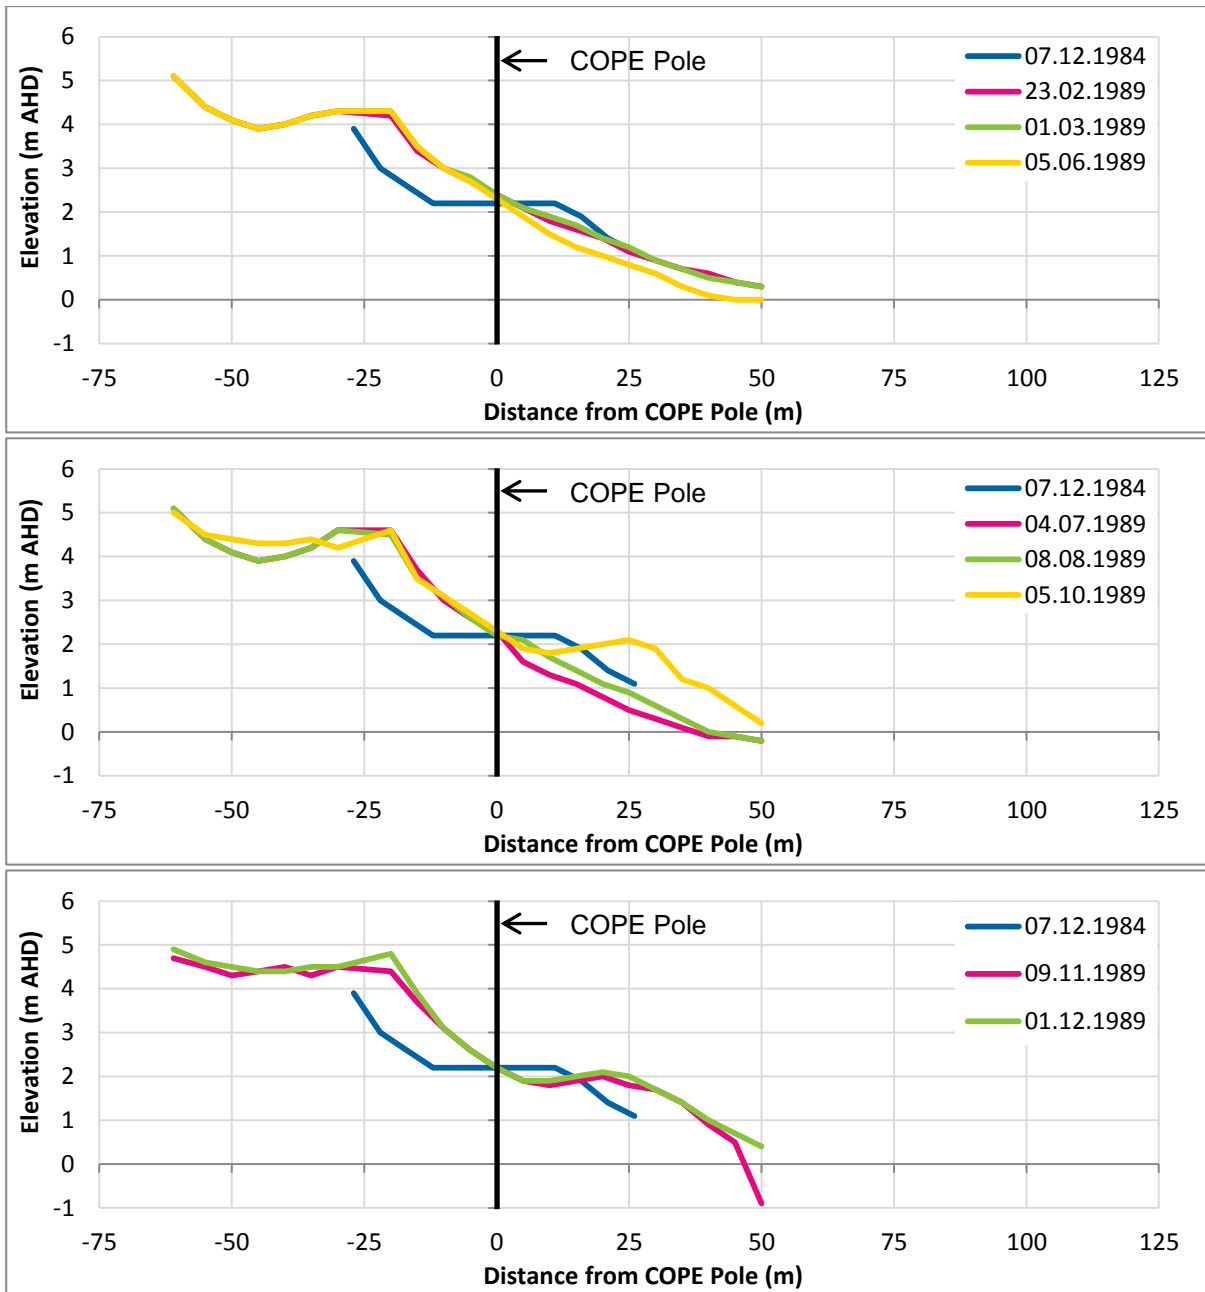 6
5
4
3
2
1
0
-1
Elevation (m AHD)
COPE Pole
07.12.1984
23.02.1989
01.03.1989
05.06.1989
-75 -50 -25 0 25 50 75 100 125
Distance from COPE Pole (m)
6
5
4
3
2
1
0
-1
Elevation (m AHD)
COPE Pole
07.12.1984
04.07.1989
08.08.1989
05.10.1989
-75 -50 -25 0 25 50 75 100 125
Distance from COPE Pole (m)
6
5
4
3
2
1
0
-1
Elevation (m AHD)
COPE Pole
07.12.1984
09.11.1989
01.12.1989
-75 -50 -25 0 25 50 75 100 125
Distance from COPE Pole (m)